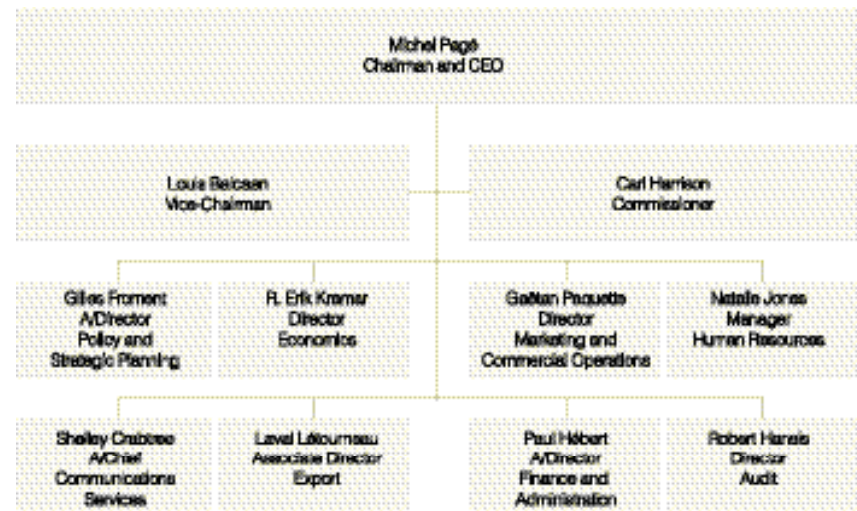 Michel Pagé
Chairman and CEO
Louis Balcaen
Vice-Chairman
Carl Harrison
Commissioner
Gilles Froment
A/Director
Policy and
Strategic Planning
R. Erik Kramar
Director
Economics
Gaëtan Paquette
Director
Marketing and
Commercial Operations
Natalie Jones
Manager
Human Resources
Shelley Crabtree
A/Chief
Communications
Services
Laval Létourneau
Associate Director
Export
Paul Hébert
A/Director
Finance and
Administration
Robert
Director
Audit